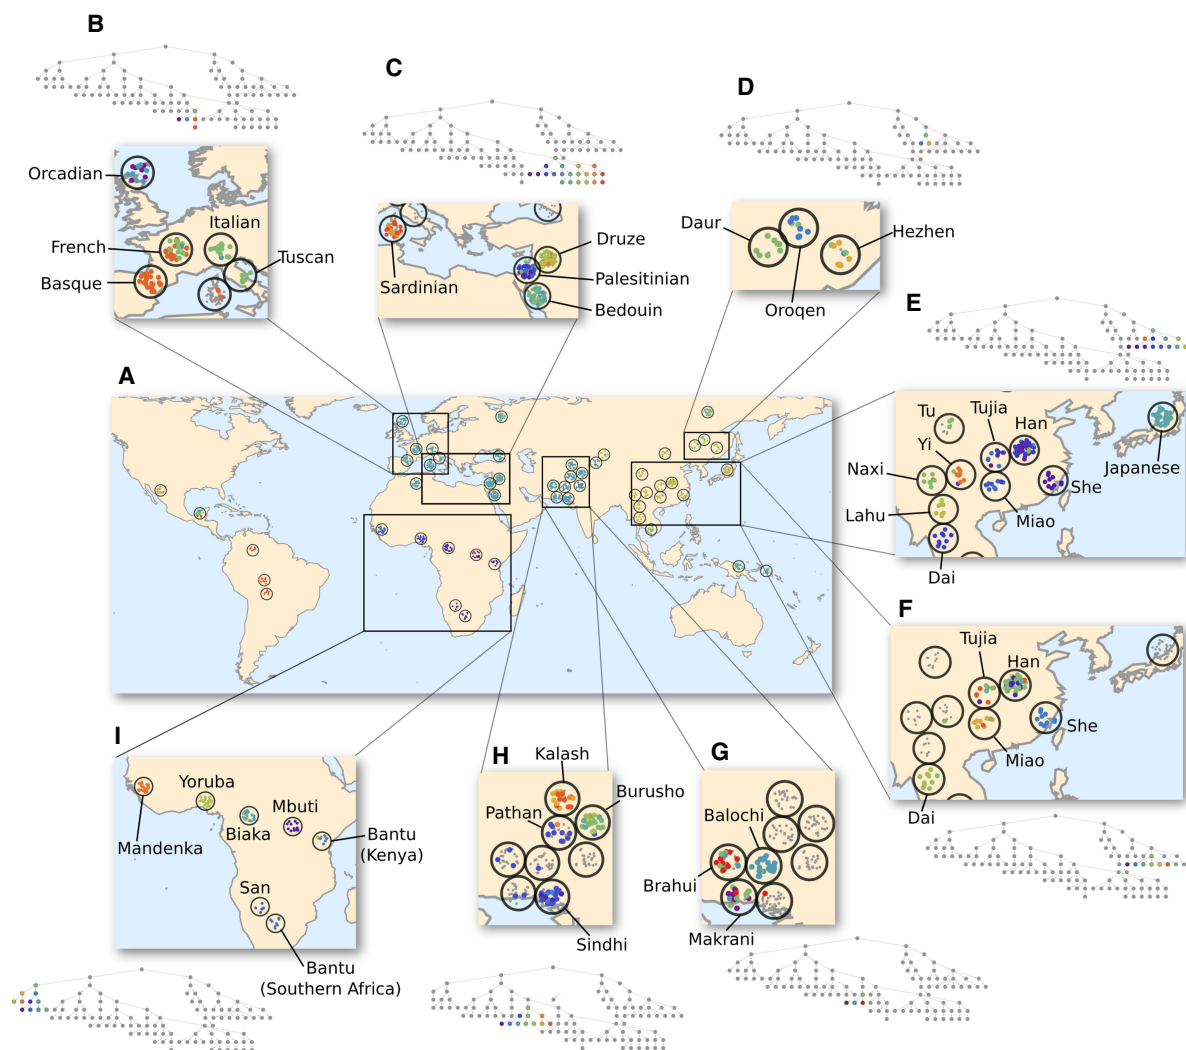 B
Orcadian
Italian
French
Tuscan
Basque
C
Druze
Palesitinian
Sardinian
Bedouin
D
Daur
Hezhen
Oroqen
E
Tu
Tujia
Han
Yi
Naxi
Japanese
She
Lahu
Miao
Dai
A
F
Tujia
Han
She
Miao
Dai
I
Yoruba
Mbuti
Biaka
Mandenka
Bantu
(Kenya)
San
Bantu
(Southern Africa)
H
Kalash
Burusho
Pathan
Sindhi
G
Balochi
Brahui
Makrani